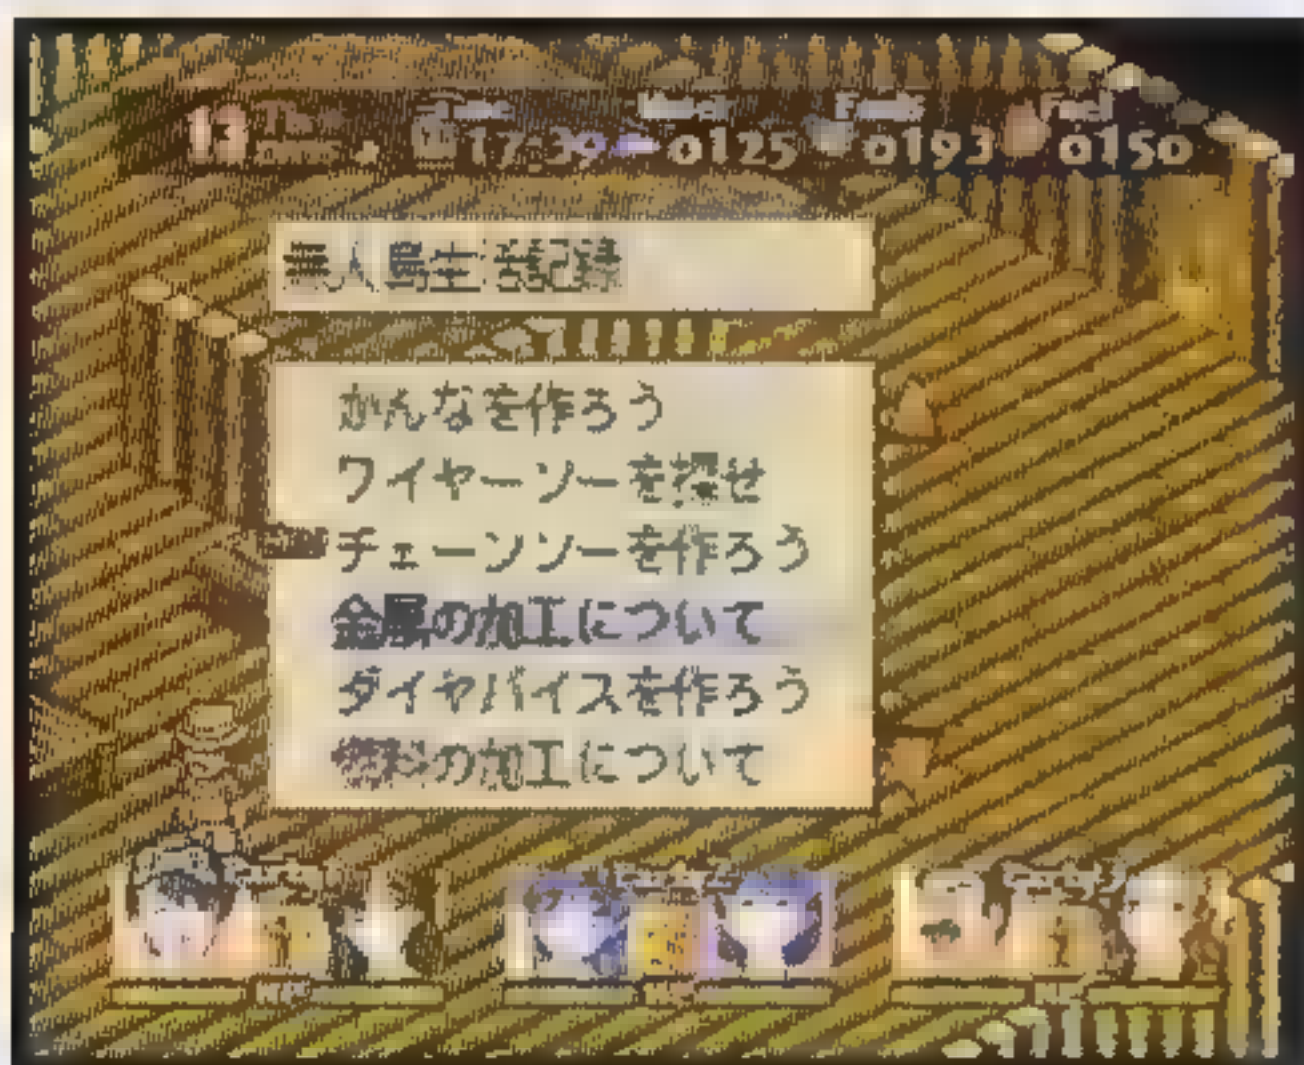 13
Time
17:39
0125
0193
Fuel
0150
無人島生活記録
かんなを作ろう
ワイヤーソーを探せ
チェーンソーを作ろう
金属の加工について
ダイヤバイスを作ろう
の加工について